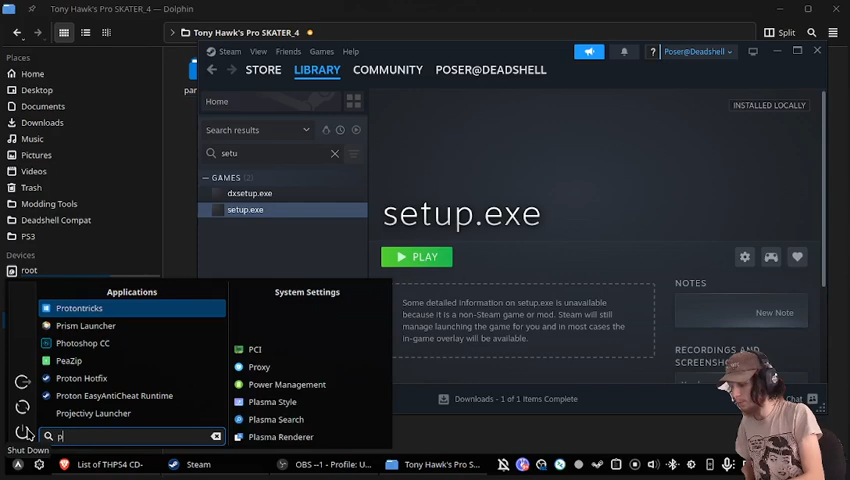 Tony Hawk's Pro SKATER_4 — Dolphin
Tony Hawk's Pro SKATER_4
Split
Places
Home
Desktop
Documents
Downloads
Music
Pictures
Videos
Trash
Modding Tools
Deadshell Compat
PS3
Devices
root
par
Steam View Friends Games Help
Poser@Deadshell
STORE LIBRARY COMMUNITY POSER@DEADSHELL
Home
Search results
setu
GAMES (2)
dxsetup.exe
setup.exe
INSTALLED LOCALLY
setup.exe
PLAY
Some detailed information on setup.exe is unavailable
because it is a non-Steam game or mod. Steam will still
manage launching the game for you and in most cases the
in-game overlay will be available.
NOTES
New Note
RECORDINGS AND
SCREENSHOTS
Downloads - 1 of 1 Items Complete
Chat
Applications
Protontricks
Prism Launcher
Photoshop CC
PeaZip
Proton Hotfix
Proton EasyAntiCheat Runtime
Projectivy Launcher
p
System Settings
PCI
Proxy
Power Management
Plasma Style
Plasma Search
Plasma Renderer
Shut Down
List of THPS4 CD-
Steam
OBS --1 - Profile: U...
Tony Hawk's Pro S...